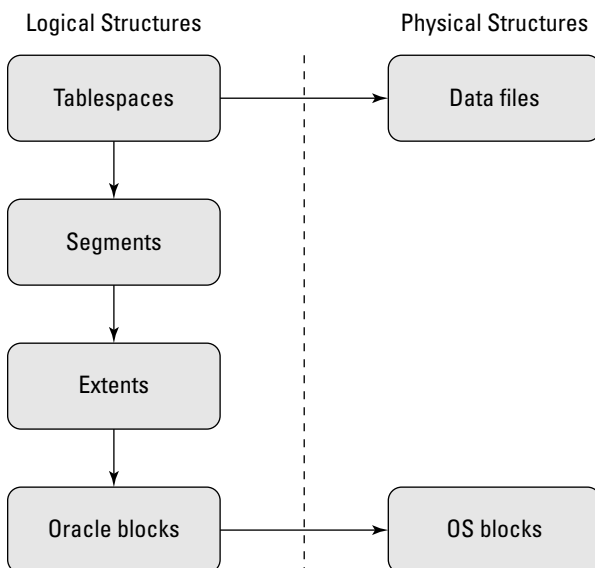 Logical Structures
Physical Structures
Tablespaces
Data files
Segments
Extents
Oracle blocks
OS blocks